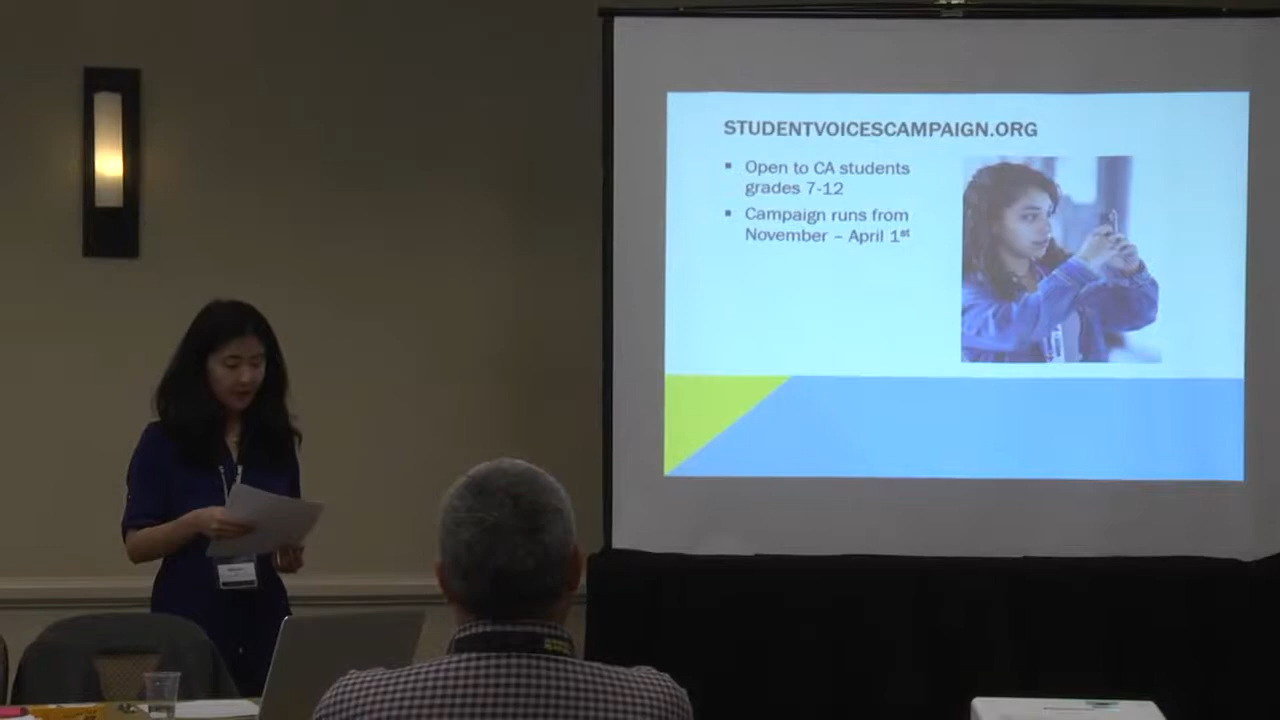 STUDENTVOICESCAMPAIGN.ORG
▪ Open to CA students
grades 7-12
▪ Campaign runs from
November – April 1st